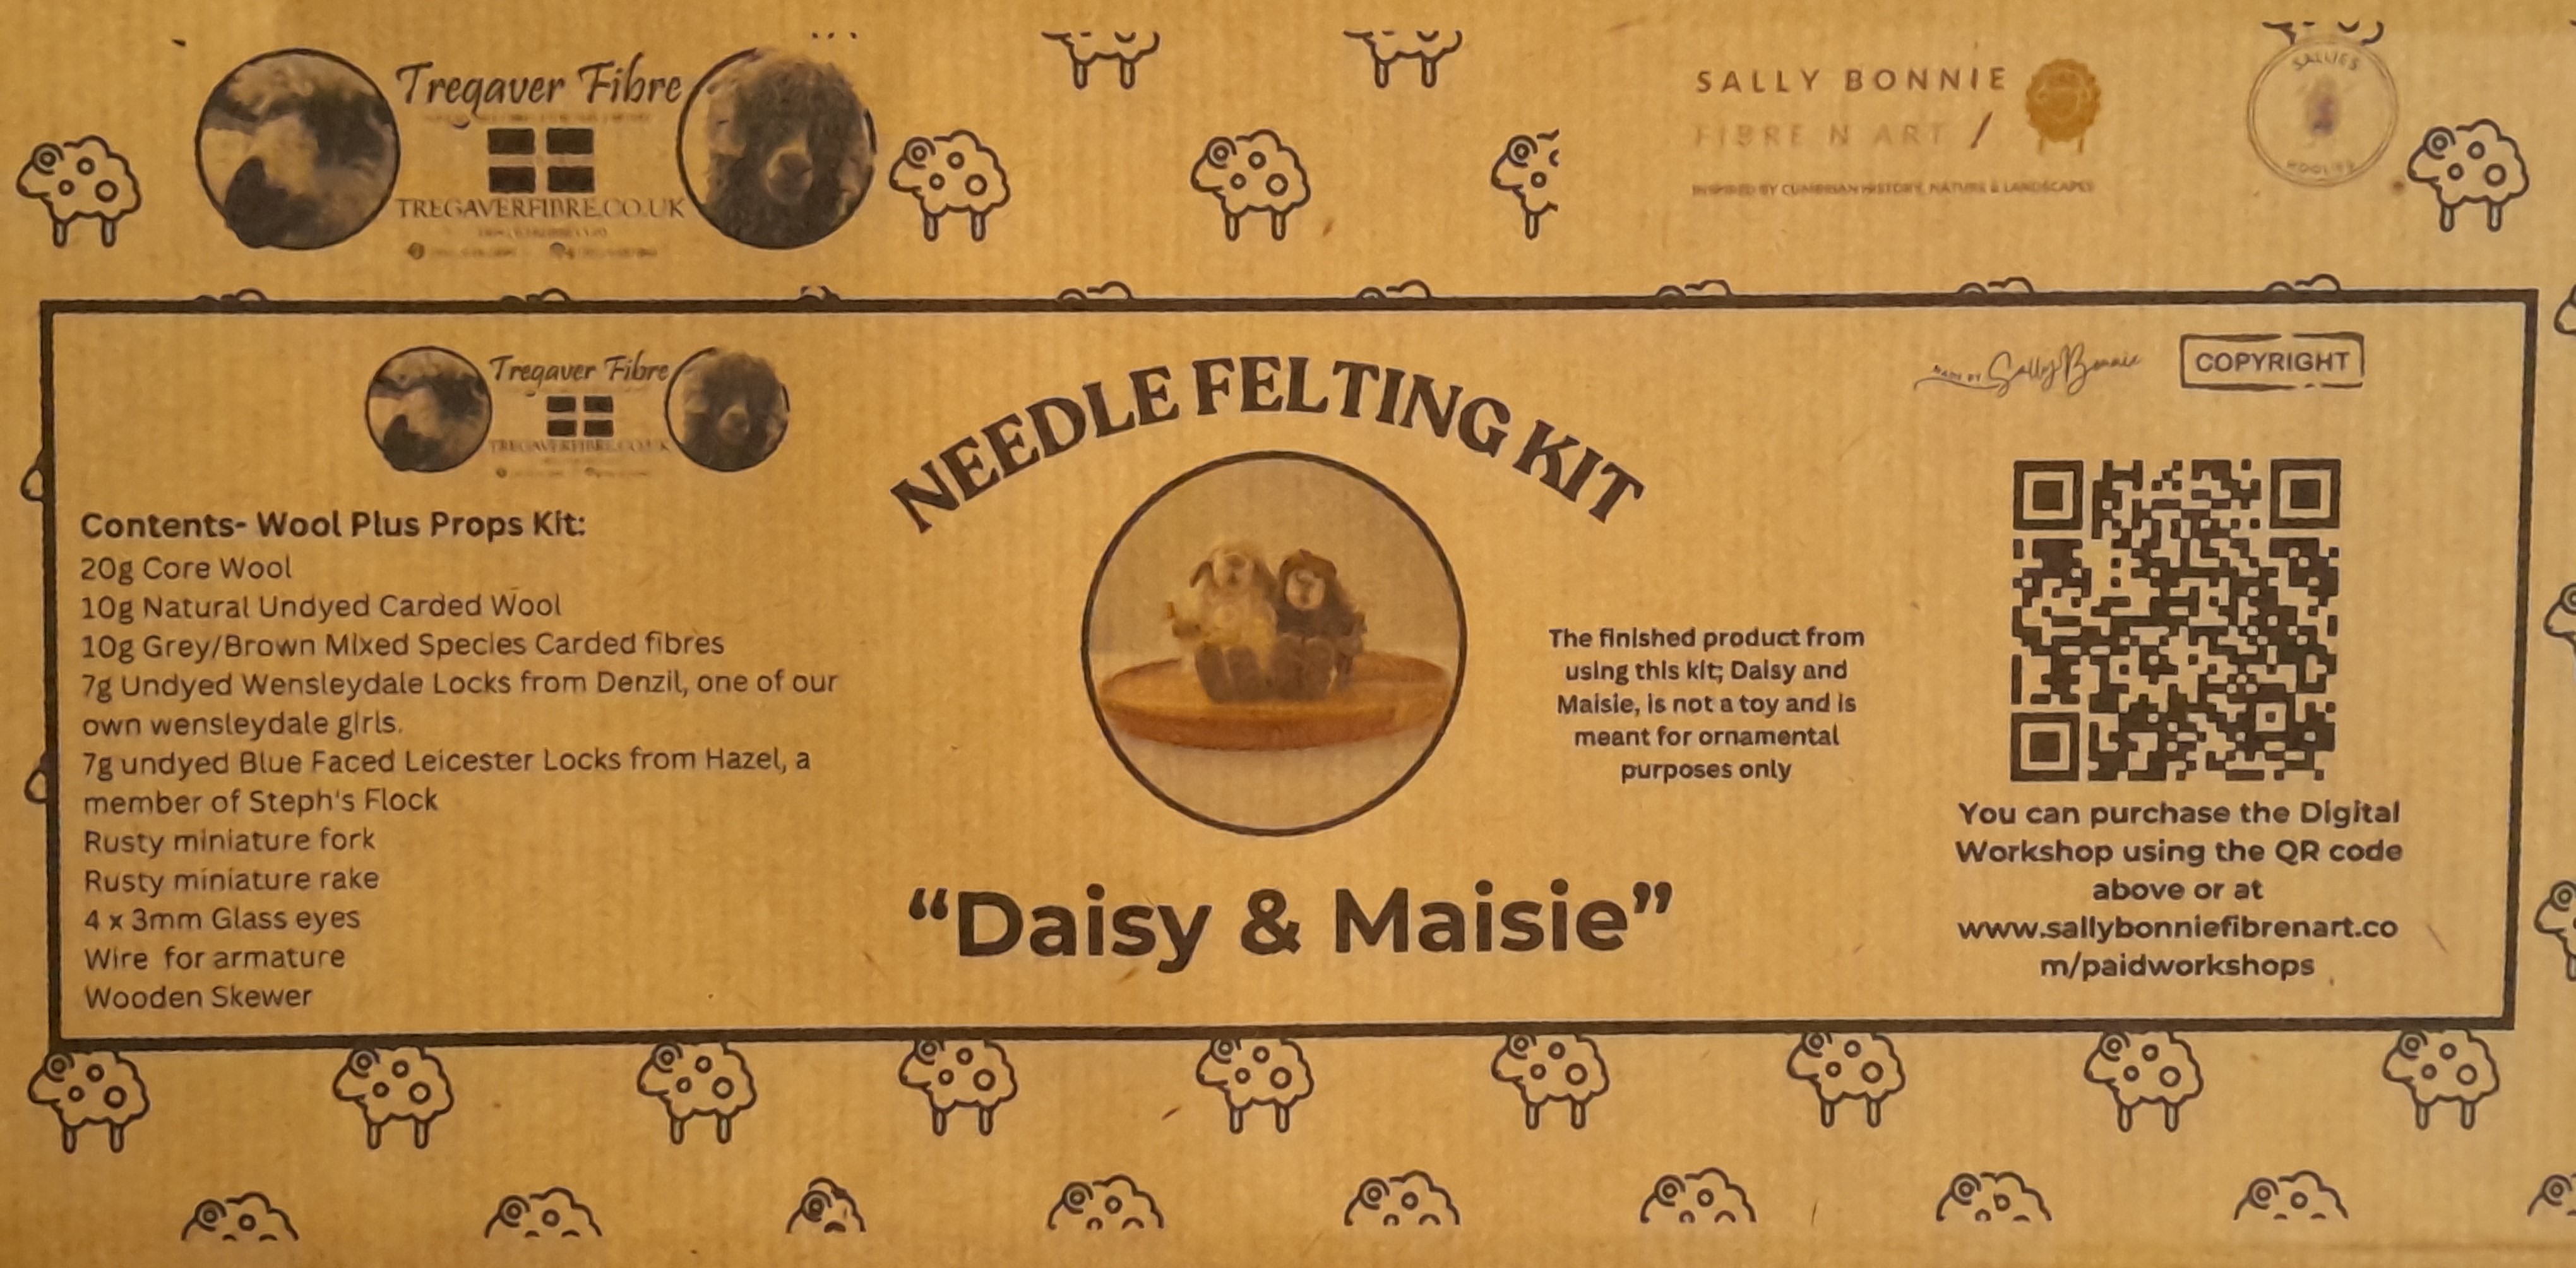 Tregaver Fibre
TREGAVERFIBRE.CO.UK
SALLY BONNIE
FIBRE N ART /
INSPIRED BY CUMBRIAN HISTORY, NATURE & LANDSCAPES
SALLIES
WOOLIES
Tregaver Fibre
TREGAVERFIBRE.CO.UK
Contents- Wool Plus Props Kit:
20g Core Wool
10g Natural Undyed Carded Wool
10g Grey/Brown Mixed Species Carded fibres
7g Undyed Wensleydale Locks from Denzil, one of our
own wensleydale girls.
7g undyed Blue Faced Leicester Locks from Hazel, a
member of Steph's Flock
Rusty miniature fork
Rusty miniature rake
4 x 3mm Glass eyes
Wire for armature
Wooden Skewer
NEEDLE FELTING KIT
“Daisy & Maisie”
The finished product from
using this kit; Daisy and
Maisie, is not a toy and is
meant for ornamental
purposes only
MADE BY Sally Bonnie
COPYRIGHT
You can purchase the Digital
Workshop using the QR code
above or at
www.sallybonniefibrenart.co
m/paidworkshops